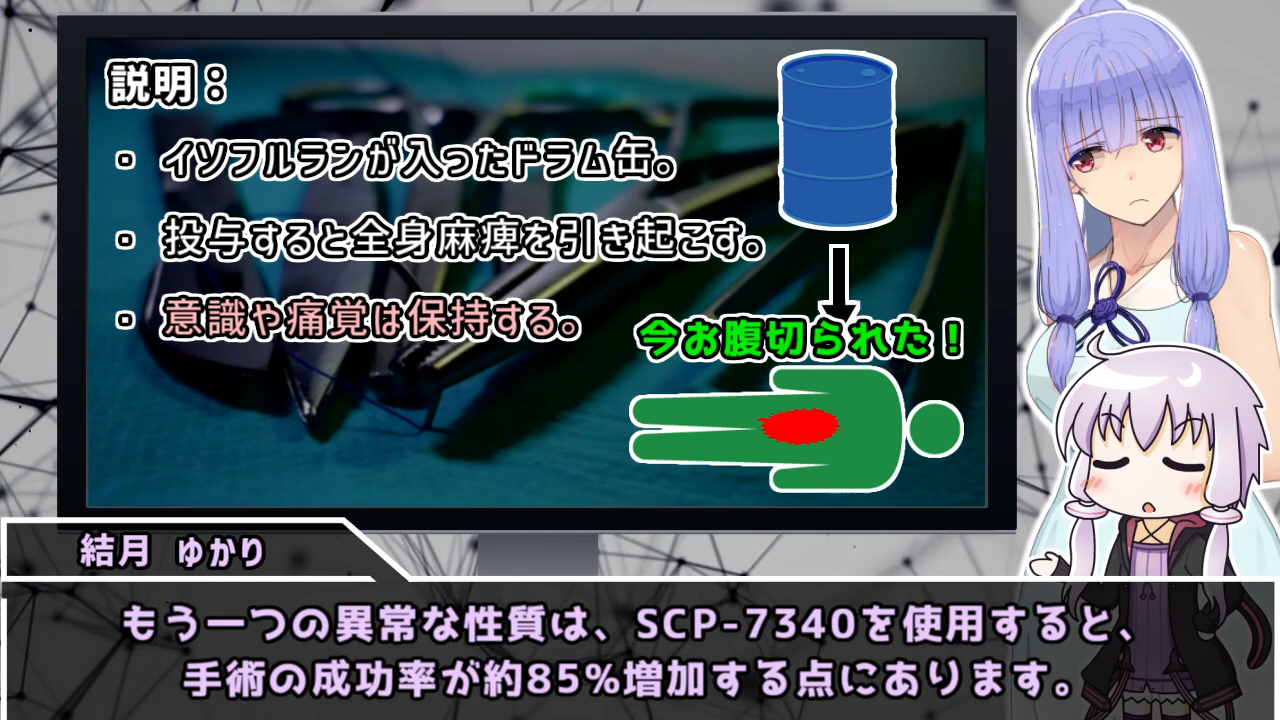 説明：
・ イソフルランが入ったドラム缶。
・ 投与すると全身麻痺を引き起こす。
・ 意識や痛覚は保持する。
今お腹切られた！
結月 ゆかり
もう一つの異常な性質は、SCP-7340を使用すると、
手術の成功率が約85%増加する点にあります。